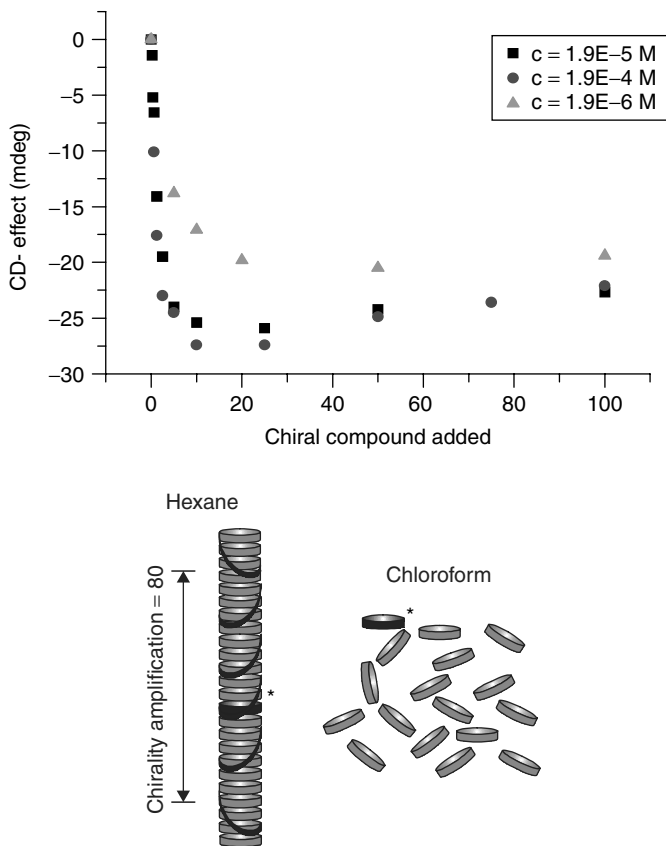 0
−5
−10
−15
−20
−25
−30
CD- effect (mdeg)
c = 1.9E−5 M
c = 1.9E−4 M
c = 1.9E−6 M
0 20 40 60 80 100
Chiral compound added
Hexane
Chirality amplification = 80
*
Chloroform
*